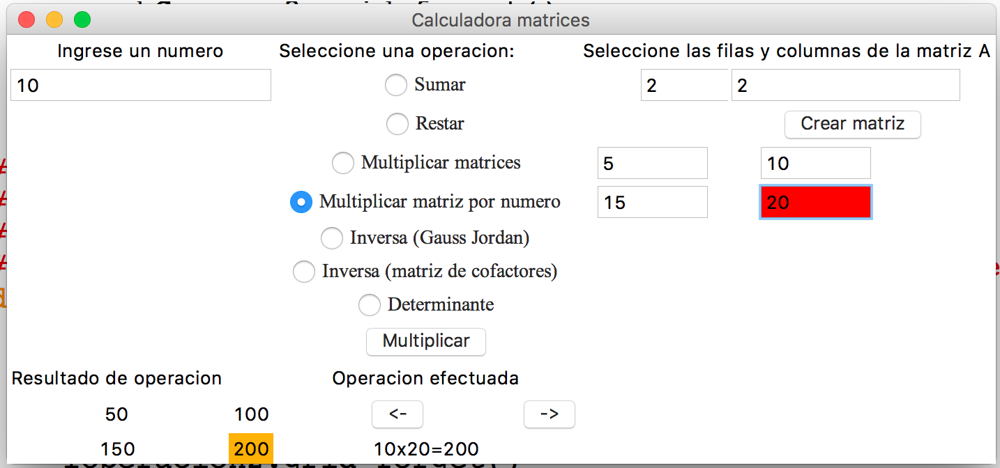 Calculadora matrices
Ingrese un numero Seleccione una operacion: Seleccione las filas y columnas de la matriz A
10 Sumar 2 2
Restar Crear matriz
Multiplicar matrices 5 10
Multiplicar matriz por numero 15 20
Inversa (Gauss Jordan)
Inversa (matriz de cofactores)
Determinante
Multiplicar
Resultado de operacion Operacion efectuada
50 100 <- ->
150 200 10x20=200